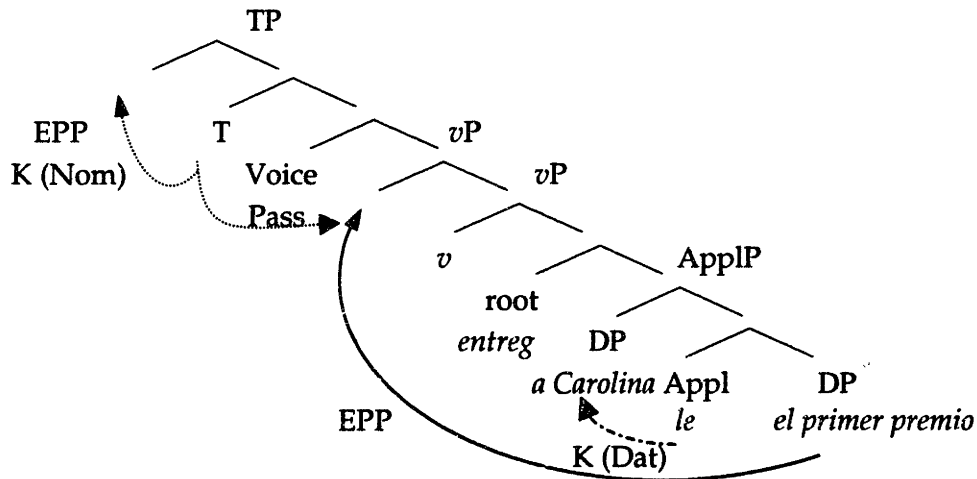 TP
EPP T vP
K (Nom) Voice vP
Pass
v ApplP
root
entreg DP
a Carolina Appl DP
EPP le el primer premio
K (Dat)